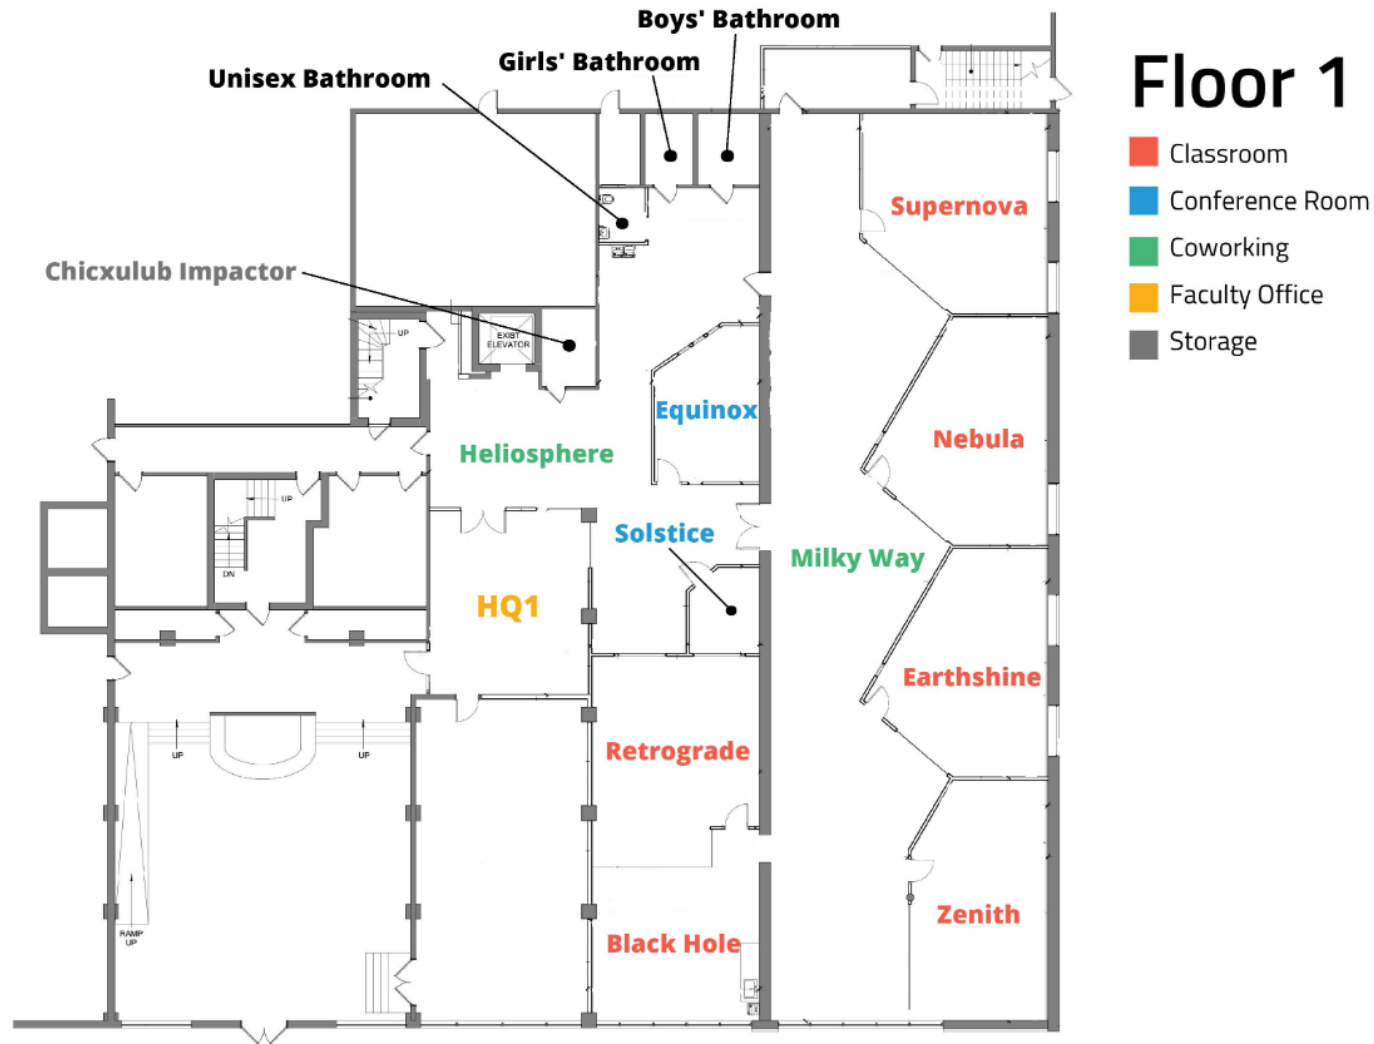 Boys' Bathroom
Girls' Bathroom
Unisex Bathroom
Floor 1
Classroom
Conference Room
Coworking
Faculty Office
Storage
Supernova
Chicxulub Impactor
UP
EXIST
ELEVATOR
Equinox
Nebula
Heliosphere
UP
Solstice
Milky Way
DN
HQ1
Earthshine
Retrograde
UP
UP
Zenith
RAMP
UP
Black Hole